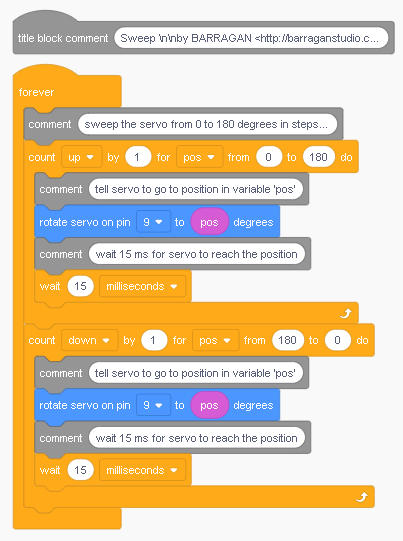 title block comment Sweep \n\nby BARRAGAN <http://barraganstudio.c...
forever
comment sweep the servo from 0 to 180 degrees in steps...
count up by 1 for pos from 0 to 180 do
comment tell servo to go to position in variable 'pos'
rotate servo on pin 9 to pos degrees
comment wait 15 ms for servo to reach the position
wait 15 milliseconds
count down by 1 for pos from 180 to 0 do
comment tell servo to go to position in variable 'pos'
rotate servo on pin 9 to pos degrees
comment wait 15 ms for servo to reach the position
wait 15 milliseconds